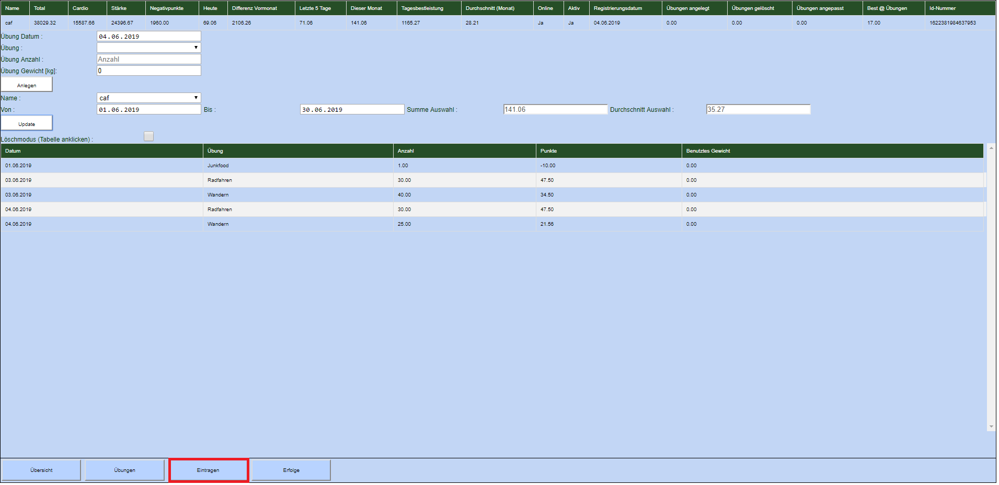 Name Total Cardio Stärke Negativpunkte Heute Differenz Vormonat Letzte 5 Tage Dieser Monat Tagesbestleistung Durchschnitt (Monat) Online Aktiv Registrierungsdatum Übungen angelegt Übungen gelöscht Übungen angepasst Best @ Übungen Id-Nummer
caf 38029.32 15587.66 24396.67 1960.00 69.06 2106.26 71.06 141.06 1165.27 28.21 Ja Ja 04.06.2019 0.00 0.00 0.00 17.00 1622381984637953
Übung Datum : 04.06.2019
Übung :
Übung Anzahl : Anzahl
Übung Gewicht [kg]: 0
Anlegen
Name : caf
Von : 01.06.2019 Bis : 30.06.2019 Summe Auswahl : 141.06 Durchschnitt Auswahl : 35.27
Update
Löschmodus (Tabelle anklicken) :
Datum Übung Anzahl Punkte Benutztes Gewicht
01.06.2019 Junkfood 1.00 -10.00 0.00
03.06.2019 Radfahren 30.00 47.50 0.00
03.06.2019 Wandern 40.00 34.50 0.00
04.06.2019 Radfahren 30.00 47.50 0.00
04.06.2019 Wandern 25.00 21.56 0.00
Übersicht Übungen Eintragen Erfolge